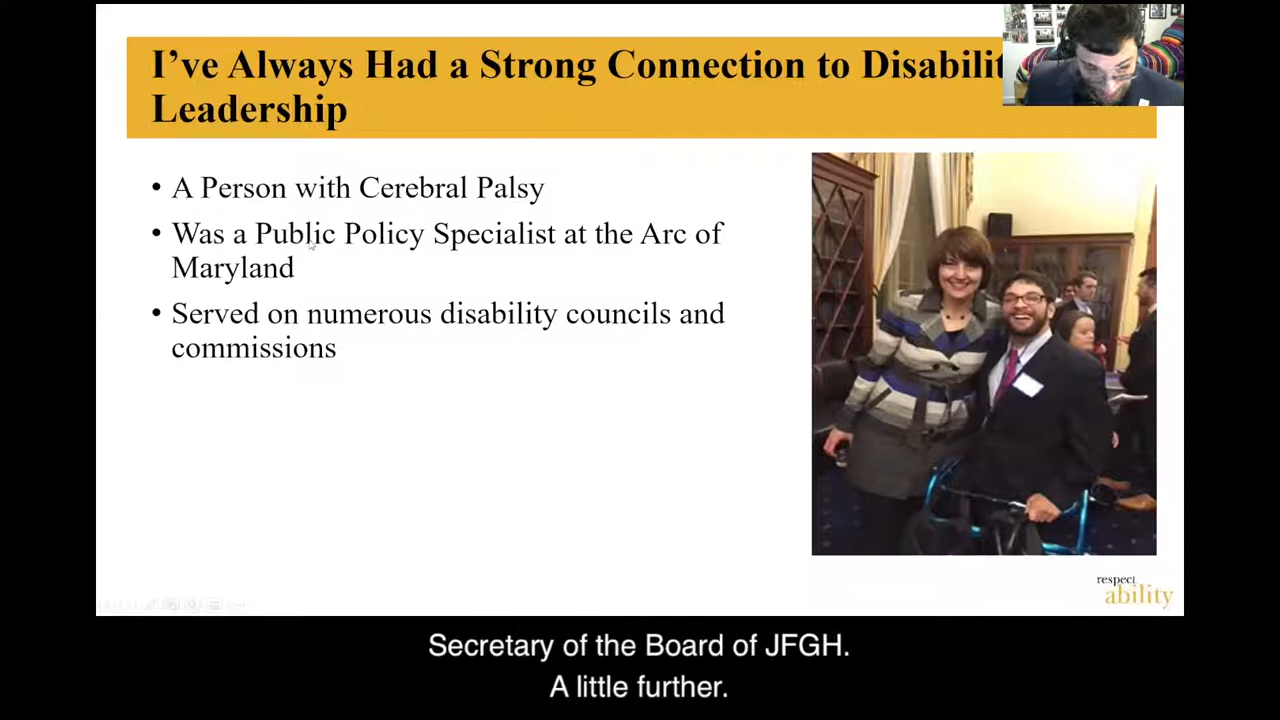 I've Always Had a Strong Connection to Disabilit
Leadership
• A Person with Cerebral Palsy
• Was a Public Policy Specialist at the Arc of
Maryland
• Served on numerous disability councils and
commissions
respect
ability
Secretary of the Board of JFGH.
A little further.